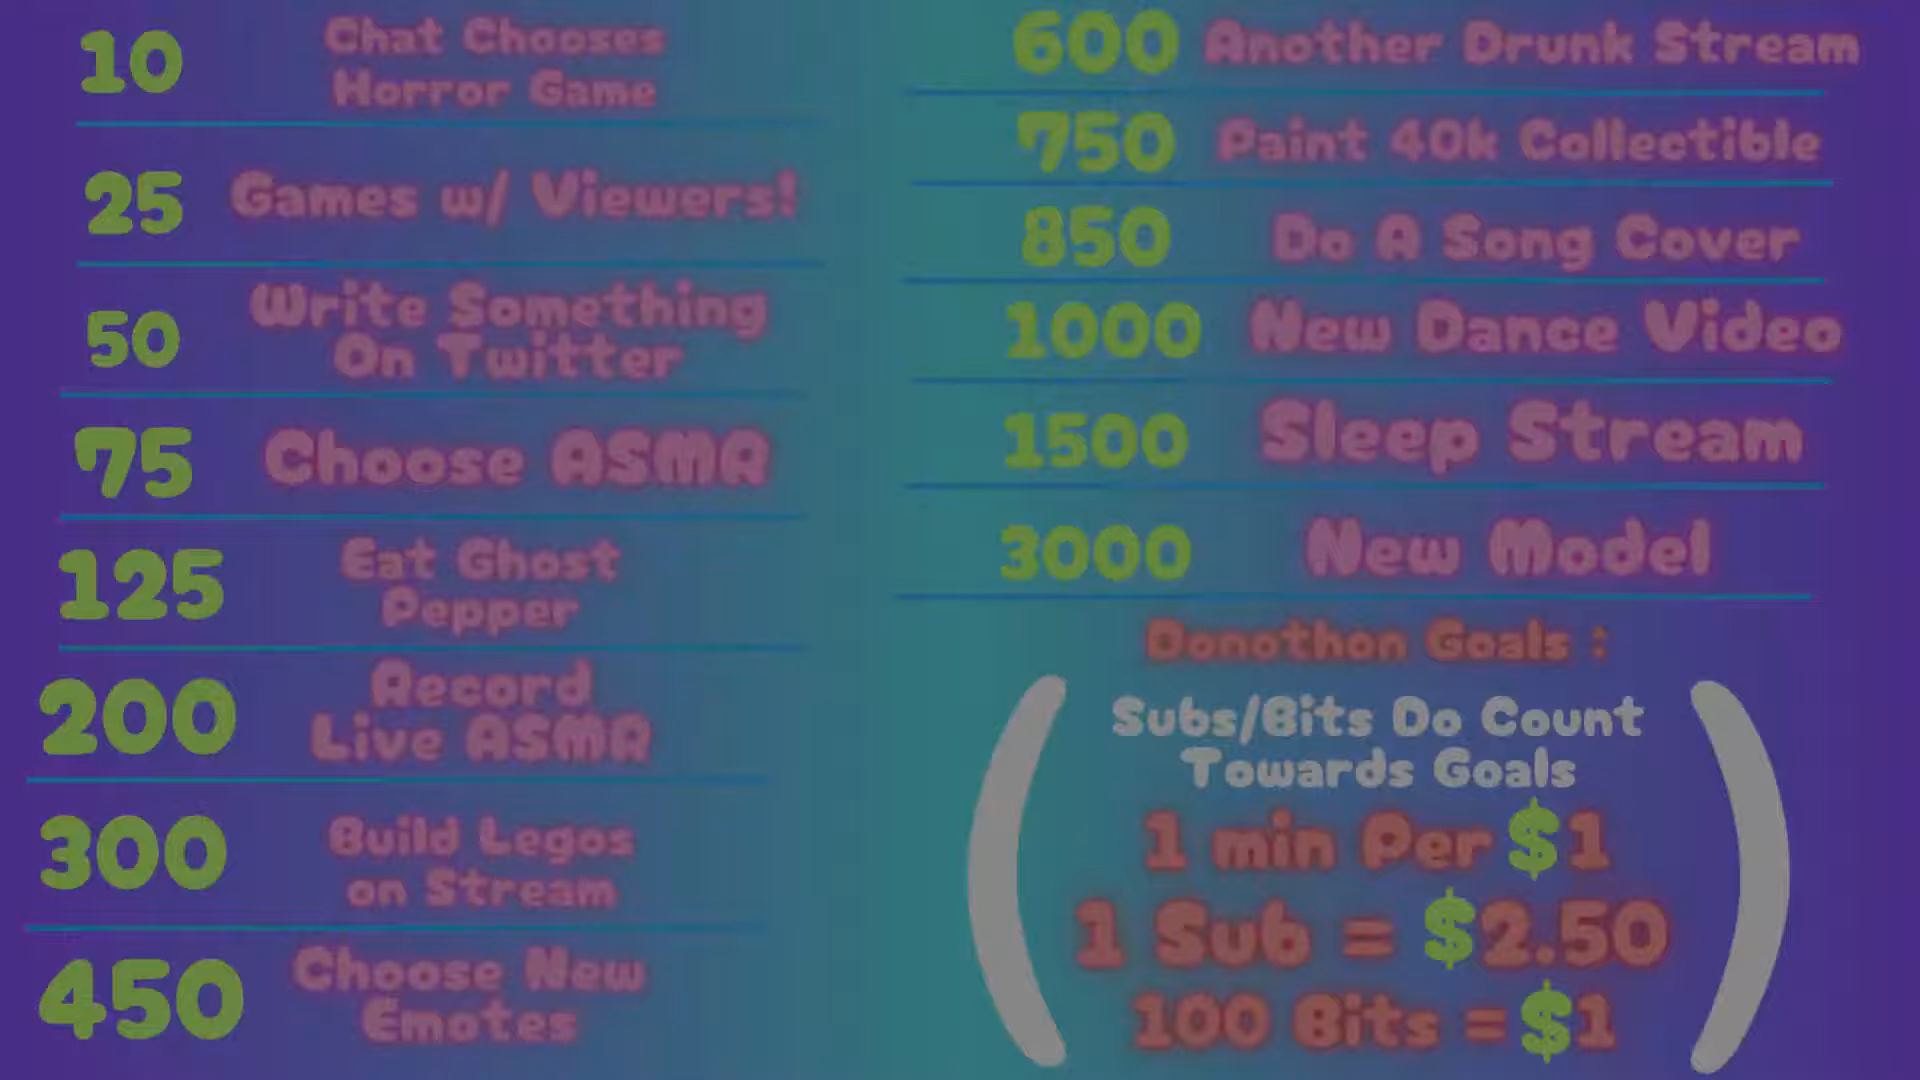 10
Chat Chooses
Horror Game
25
Games w/ Viewers!
50
Write Something
On Twitter
75
Choose ASMR
125
Eat Ghost
Pepper
200
Record
Live ASMR
300
Build Legos
on Stream
450
Choose New
Emotes
600 Another Drunk Stream
750 Paint 40k Collectible
850 Do A Song Cover
1000 New Dance Video
1500 Sleep Stream
3000 New Model
Donothon Goals :
Subs/Bits Do Count
Towards Goals
1 min Per $1
1 Sub = $2.50
100 Bits = $1